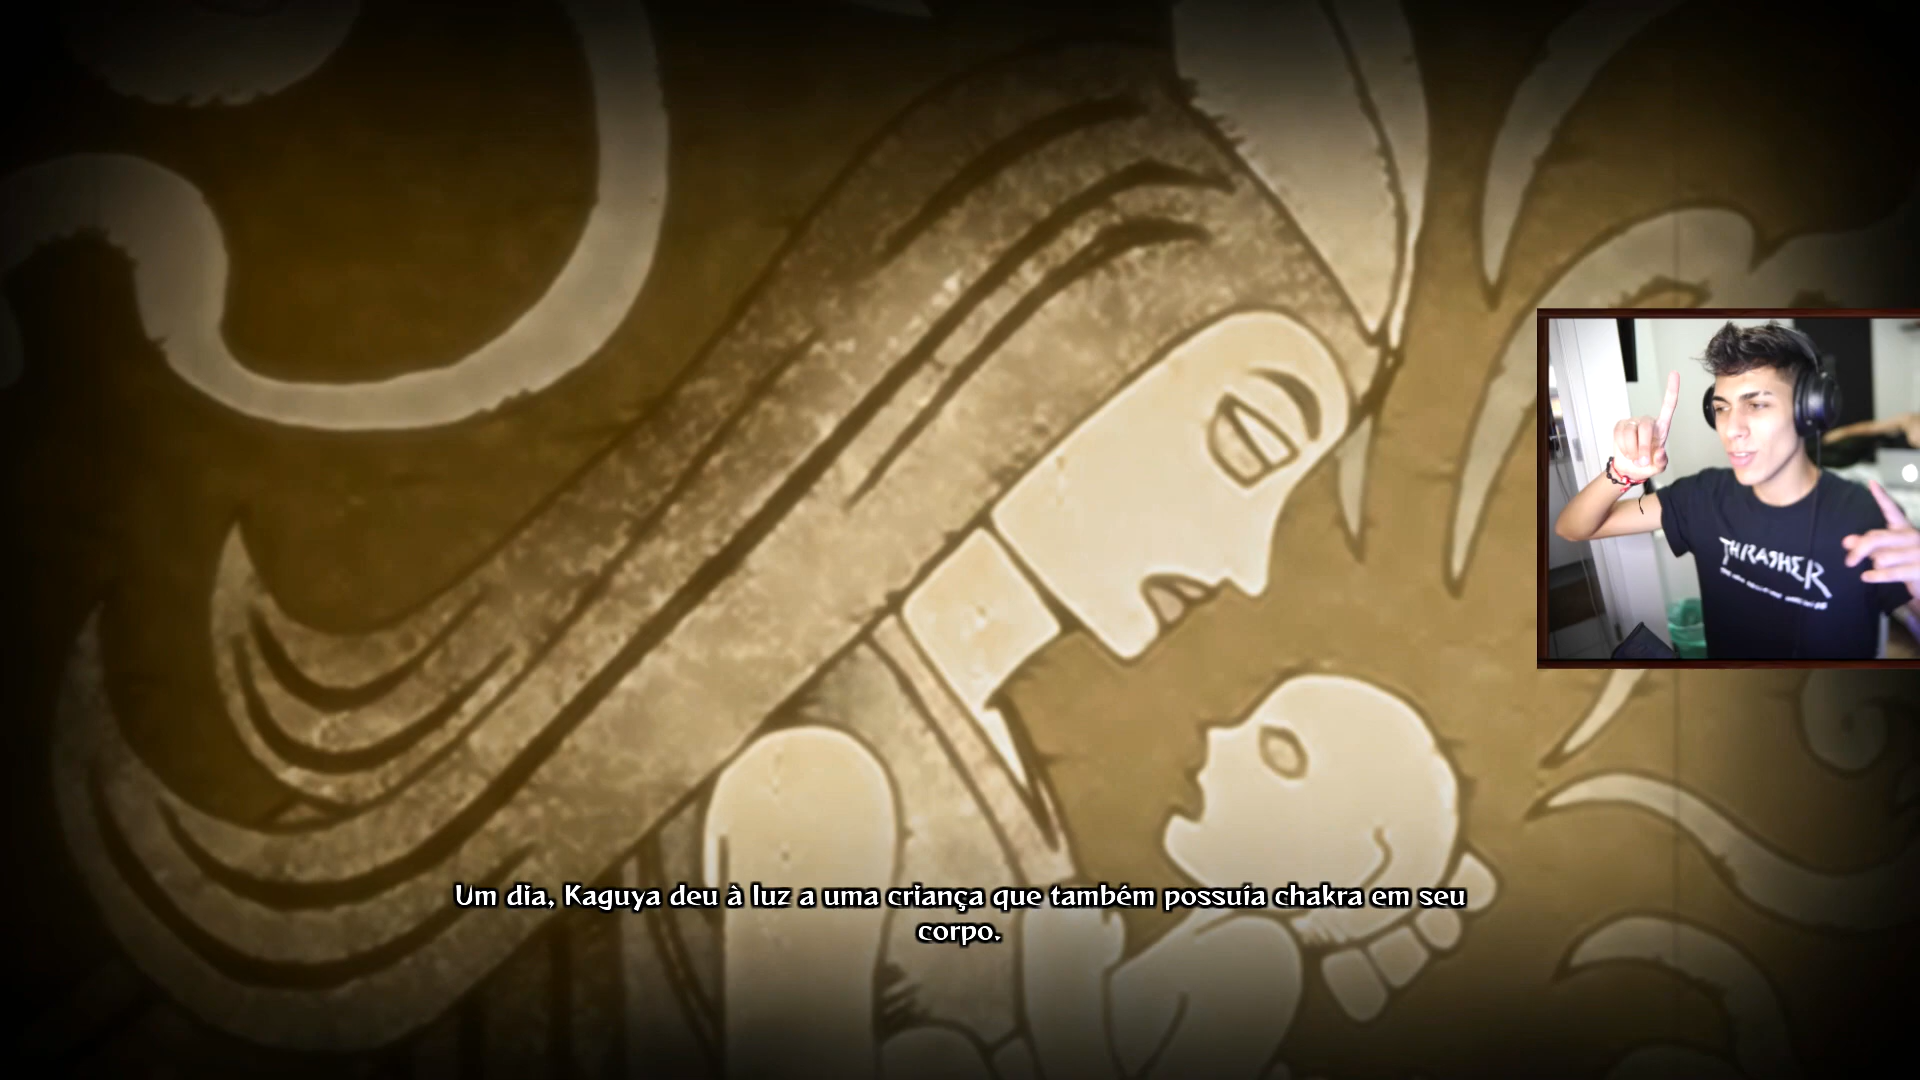 THRASHER
Um dia, Kaguya deu à luz a uma criança que também possuía chakra em seu
corpo.